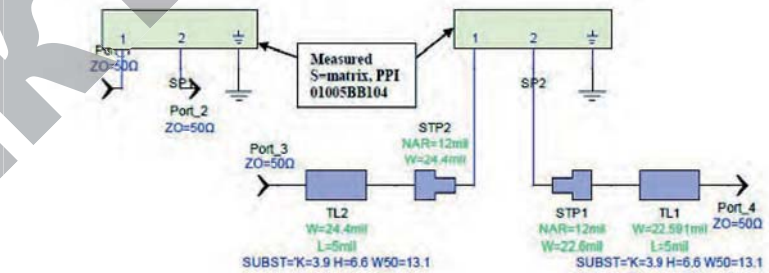 1 2
Port_1
ZO=50Ω
SP1
Port_2
ZO=50Ω
Measured
S=matrix, PPI
01005BB104
1 2
SP2
STP2
NAR=12mil
W=24.4mil
Port_3
ZO=50Ω
TL2
W=24.4mil
L=5mil
SUBST="K=3.9 H=6.6 W50=13.1
STP1
NAR=12mil
W=22.6mil
TL1
W=22.591mil
L=5mil
Port_4
ZO=50Ω
SUBST="K=3.9 H=6.6 W50=13.1